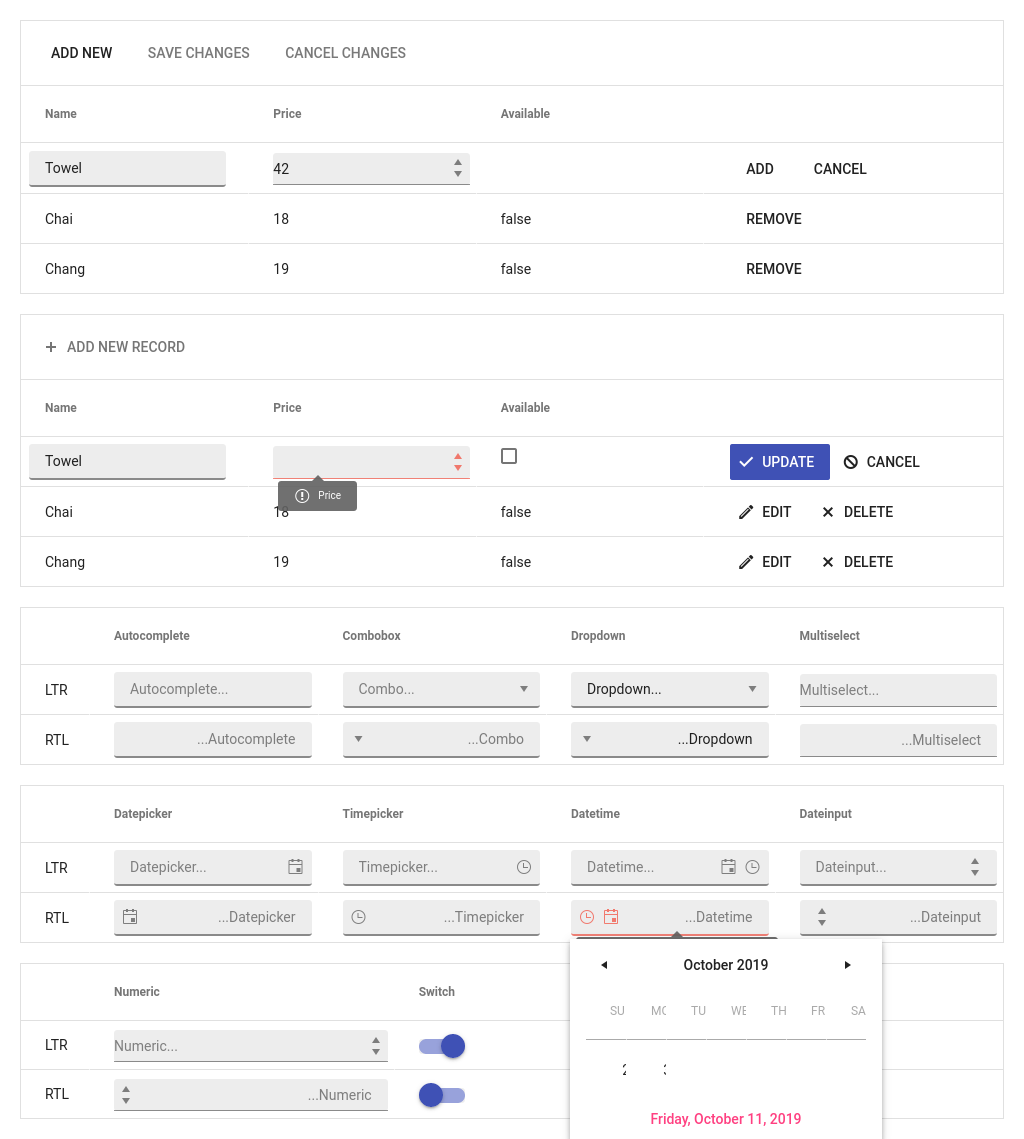 ADD NEW SAVE CHANGES CANCEL CHANGES
Name Price Available
Towel 42 ADD CANCEL
Chai 18 false REMOVE
Chang 19 false REMOVE
ADD NEW RECORD
Name Price Available
Towel UPDATE CANCEL
Price
Chai 18 false EDIT DELETE
Chang 19 false EDIT DELETE
Autocomplete Combobox Dropdown Multiselect
LTR Autocomplete... Combo... Dropdown... Multiselect...
RTL ...Autocomplete ...Combo ...Dropdown ...Multiselect
Datepicker Timepicker Datetime Dateinput
LTR Datepicker... Timepicker... Datetime... Dateinput...
RTL ...Datepicker ...Timepicker ...Datetime ...Dateinput
October 2019
Numeric Switch
SU TU TH FR SA
LTR Numeric...
RTL ...Numeric
Friday, October 11, 2019